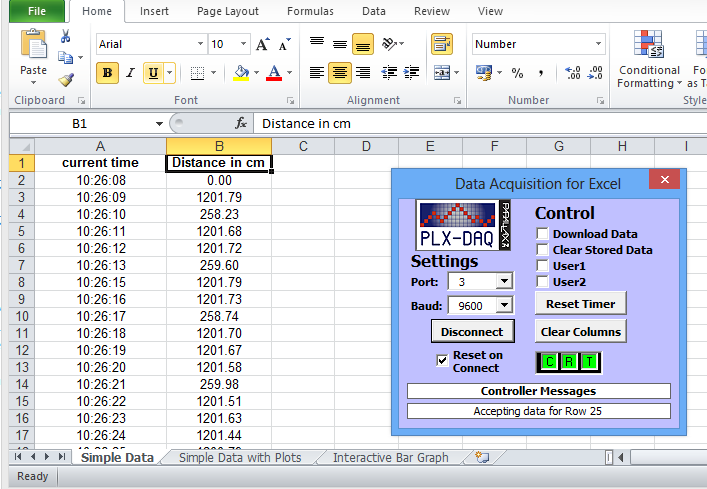 File Home Insert Page Layout Formulas Data Review View
Arial 10 A A Number
Paste B I U A $ % , .00 .0 Conditional Formatting
Clipboard Font Alignment Number
B1 fx Distance in cm
A B C D E F G H I
1 current time Distance in cm
2 10:26:08 0.00
3 10:26:09 1201.79
4 10:26:10 258.23
5 10:26:11 1201.68
6 10:26:12 1201.72
7 10:26:13 259.60
8 10:26:15 1201.79
9 10:26:16 1201.73
10 10:26:17 258.74
11 10:26:18 1201.70
12 10:26:19 1201.67
13 10:26:20 1201.58
14 10:26:21 259.98
15 10:26:22 1201.51
16 10:26:23 1201.63
17 10:26:24 1201.44
Data Acquisition for Excel
PLX-DAQ
PARALLAX
Settings
Port: 3
Baud: 9600
Disconnect
Reset on
Connect
Control
Download Data
Clear Stored Data
User1
User2
Reset Timer
Clear Columns
C R T
Controller Messages
Accepting data for Row 25
Simple Data Simple Data with Plots Interactive Bar Graph
Ready